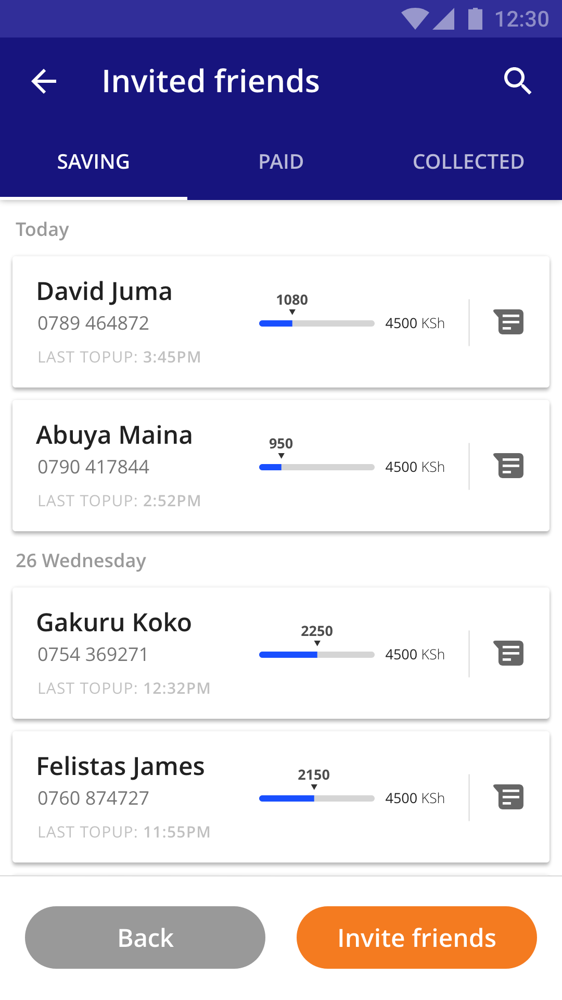 12:30
Invited friends
SAVING PAID COLLECTED
Today
David Juma
1080
0789 464872
4500 KSh
LAST TOPUP: 3:45PM
Abuya Maina
950
0790 417844
4500 KSh
LAST TOPUP: 2:52PM
26 Wednesday
Gakuru Koko
2250
0754 369271
4500 KSh
LAST TOPUP: 12:32PM
Felistas James
2150
0760 874727
4500 KSh
LAST TOPUP: 11:55PM
Back Invite friends